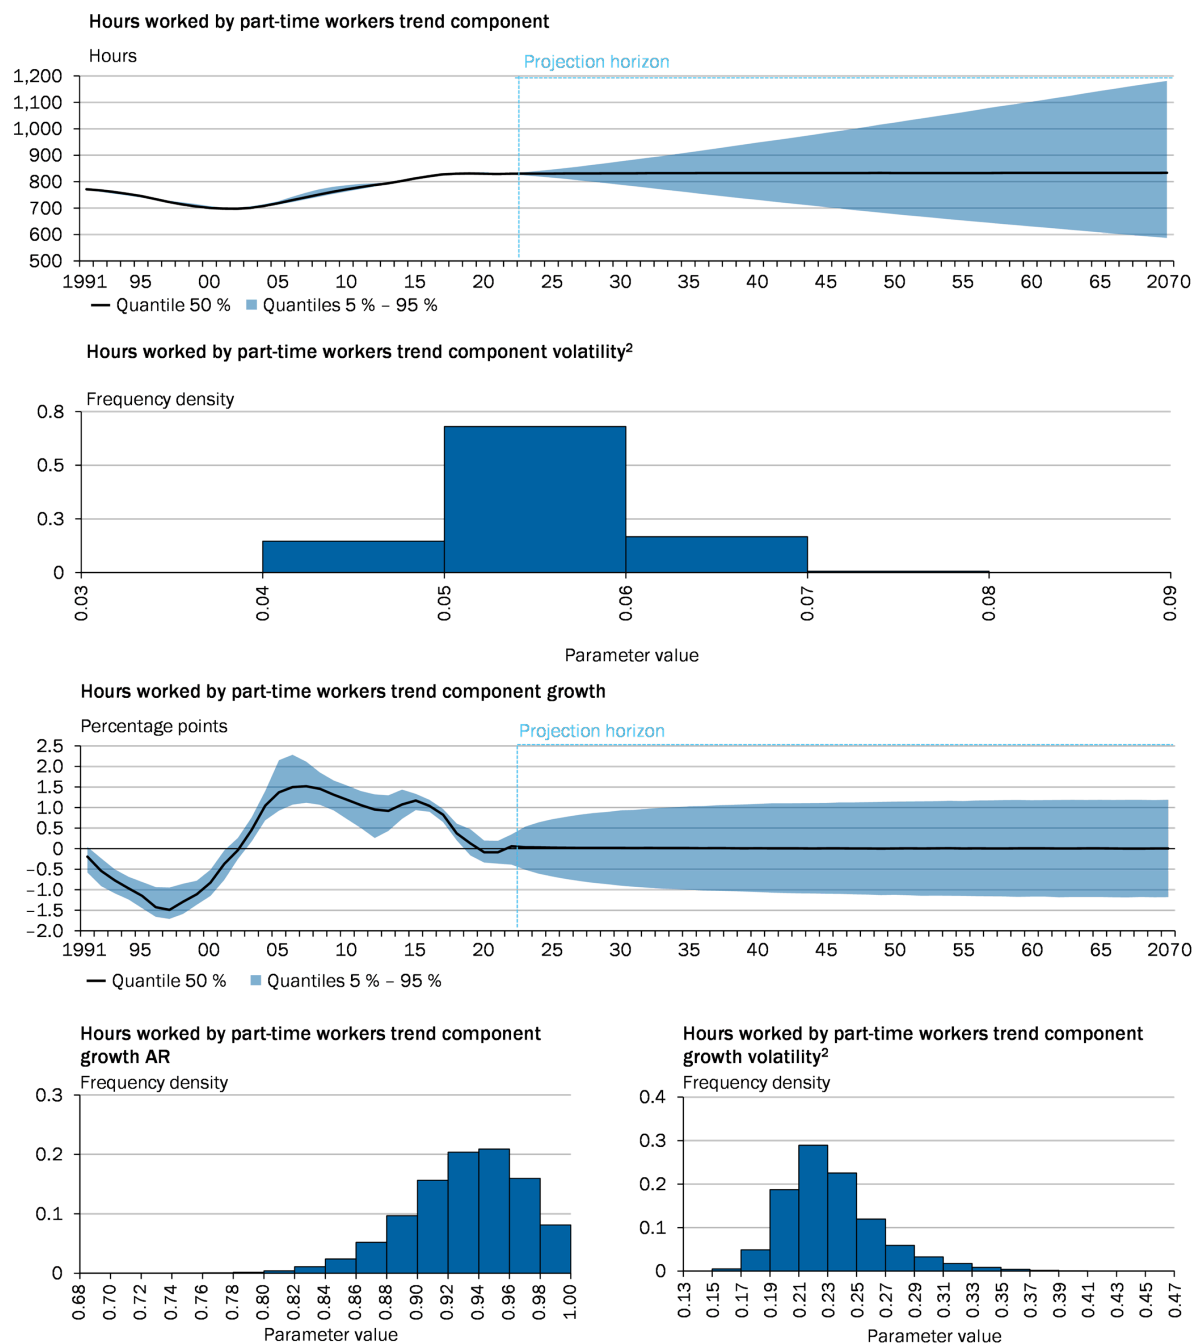 Hours worked by part-time workers trend component
Hours
Projection horizon
1,200
1,100
1,000
900
800
700
600
500
1991 95 00 05 10 15 20 25 30 35 40 45 50 55 60 65 2070
Quantile 50 % Quantiles 5 % – 95 %
Hours worked by part-time workers trend component volatility²
Frequency density
0.8
0.5
0.3
0
0.03 0.04 0.05 0.06 0.07 0.08 0.09
Parameter value
Hours worked by part-time workers trend component growth
Percentage points
Projection horizon
2.5
2.0
1.5
1.0
0.5
0
–0.5
–1.0
–1.5
–2.0
1991 95 00 05 10 15 20 25 30 35 40 45 50 55 60 65 2070
Quantile 50 % Quantiles 5 % – 95 %
Hours worked by part-time workers trend component
growth AR
Frequency density
0.3
0.2
0.1
0
0.68 0.70 0.72 0.74 0.76 0.78 0.80 0.82 0.84 0.86 0.88 0.90 0.92 0.94 0.96 0.98 1.00
Parameter value
Hours worked by part-time workers trend component
growth volatility²
Frequency density
0.4
0.3
0.2
0.1
0
0.13 0.15 0.17 0.19 0.21 0.23 0.25 0.27 0.29 0.31 0.33 0.35 0.37 0.39 0.41 0.43 0.45 0.47
Parameter value